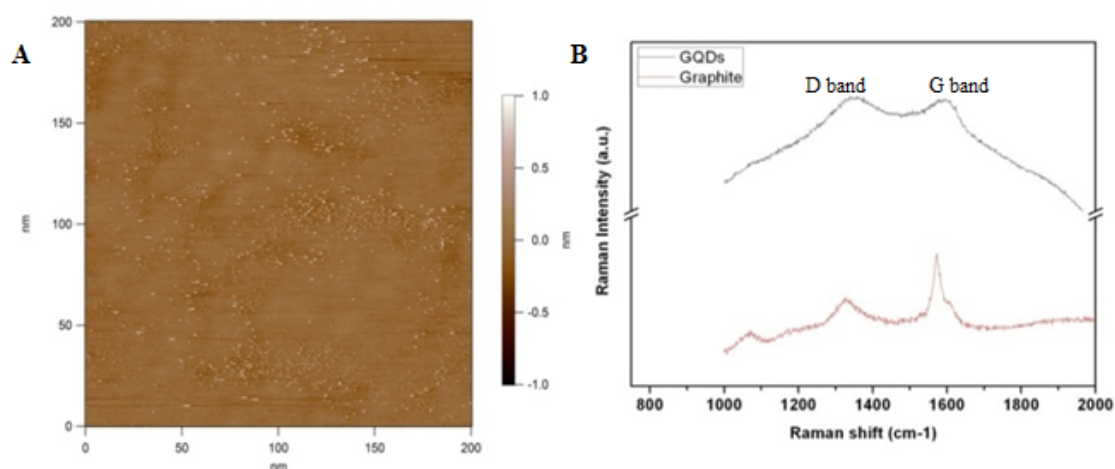 A
200
150
100
50
0
nm
0
50
100
150
200
nm
1.0
0.5
0.0
-0.5
-1.0
nm
B
GQDs
Graphite
D band
G band
Raman Intensity (a.u.)
800
1000
1200
1400
1600
1800
2000
Raman shift (cm-1)